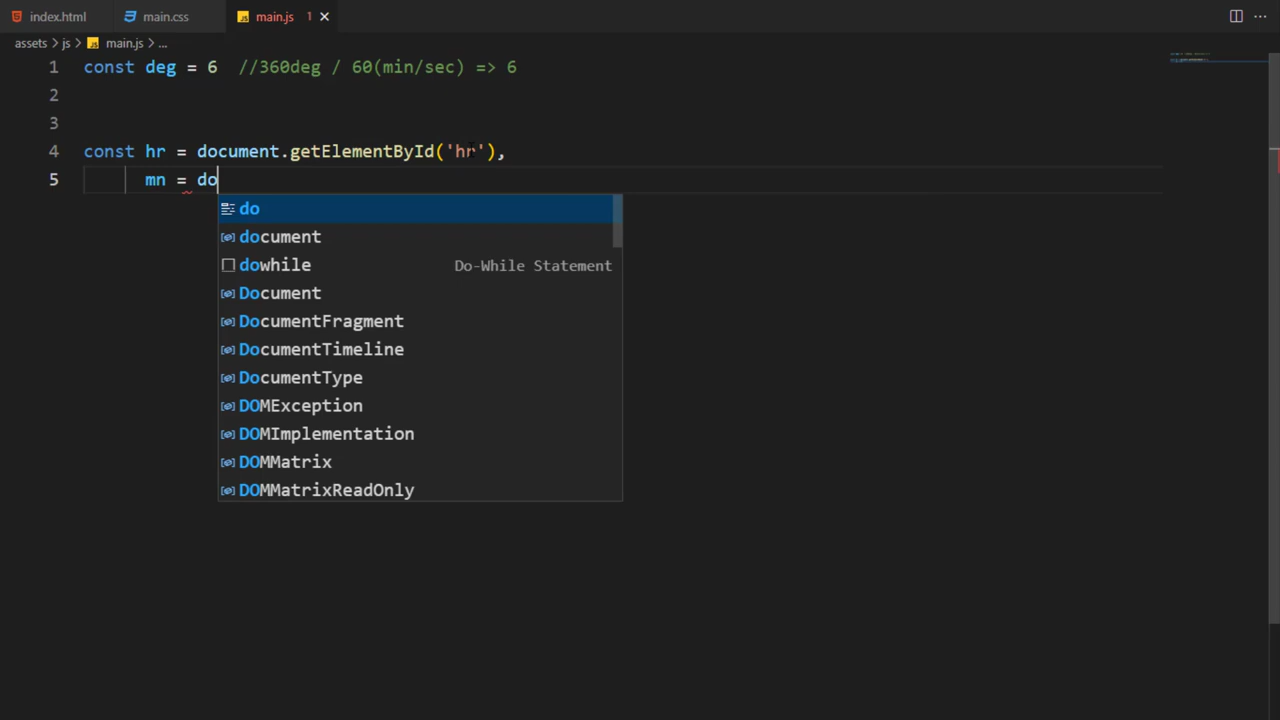 index.html main.css JS main.js 1
assets > js > JS main.js > ...
1 const deg = 6 //360deg / 60(min/sec) => 6
2
3
4 const hr = document.getElementById('hr'),
5 mn = do
do
document
dowhile Do-While Statement
Document
DocumentFragment
DocumentTimeline
DocumentType
DOMException
DOMImplementation
DOMMatrix
DOMMatrixReadOnly